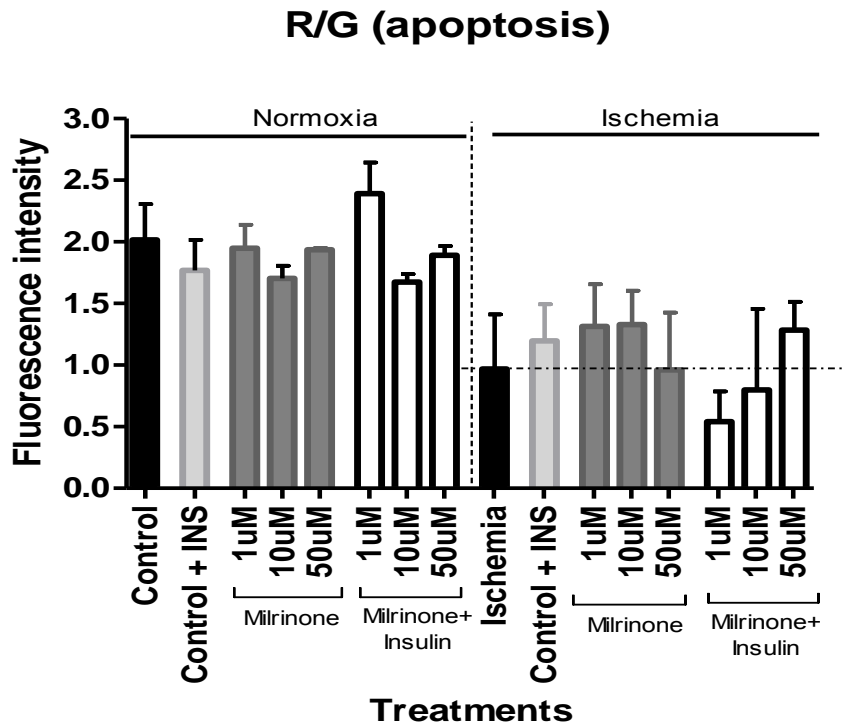 R/G (apoptosis)
Normoxia
Ischemia
Fluorescence intensity
3.0
2.5
2.0
1.5
1.0
0.5
0.0
Control
Control + INS
1uM
10uM
50uM
1uM
10uM
50uM
Ischemia
Control + INS
1uM
10uM
50uM
1uM
10uM
50uM
Milrinone
Milrinone+
Insulin
Milrinone
Milrinone+
Insulin
Treatments